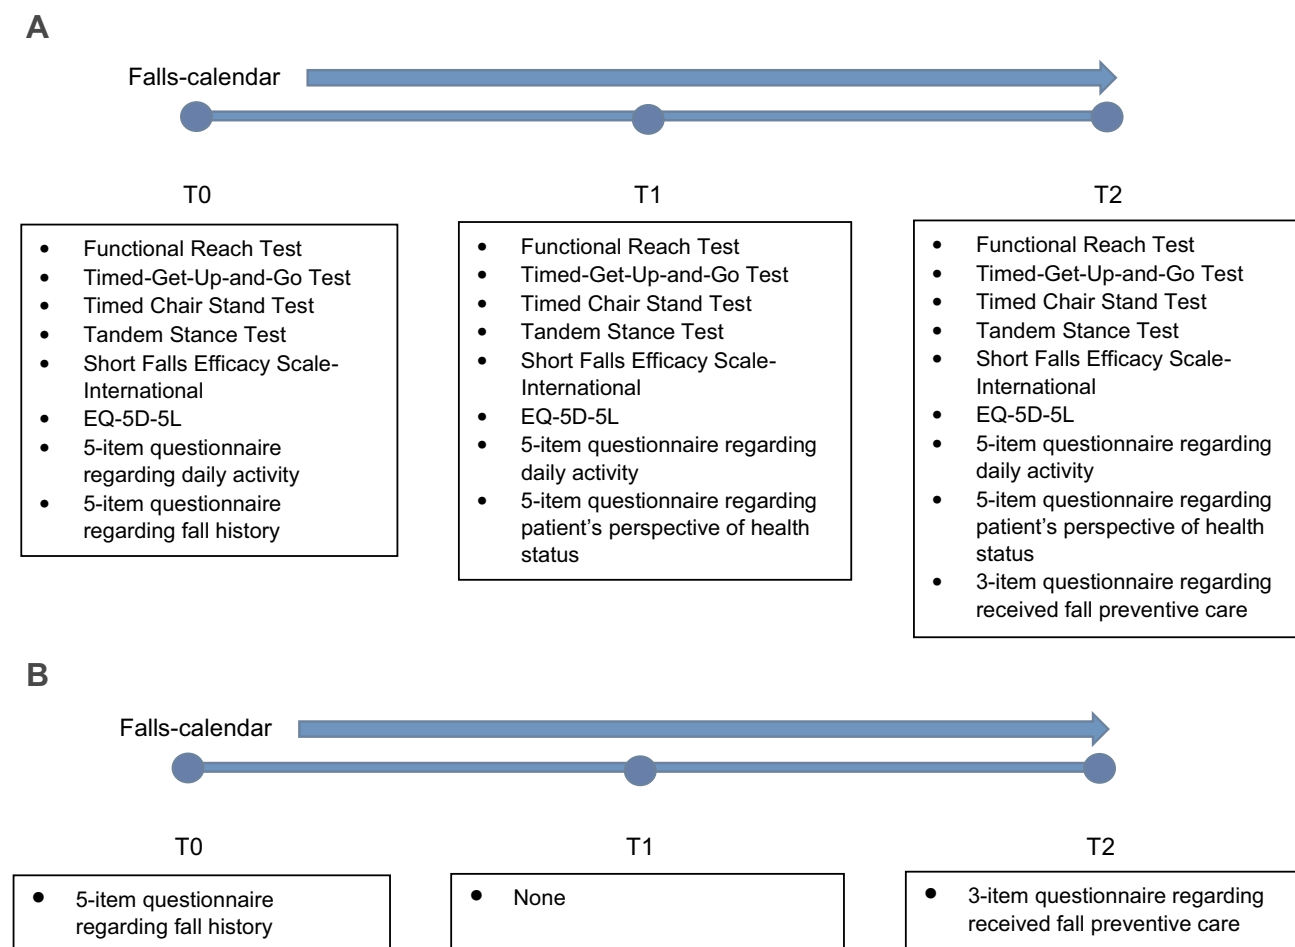 A
Falls-calendar
T0
T1
T2
• Functional Reach Test
• Timed-Get-Up-and-Go Test
• Timed Chair Stand Test
• Tandem Stance Test
• Short Falls Efficacy Scale-
International
• EQ-5D-5L
• 5-item questionnaire
regarding daily activity
• 5-item questionnaire
regarding fall history
• Functional Reach Test
• Timed-Get-Up-and-Go Test
• Timed Chair Stand Test
• Tandem Stance Test
• Short Falls Efficacy Scale-
International
• EQ-5D-5L
• 5-item questionnaire regarding
daily activity
• 5-item questionnaire regarding
patient’s perspective of health
status
• Functional Reach Test
• Timed-Get-Up-and-Go Test
• Timed Chair Stand Test
• Tandem Stance Test
• Short Falls Efficacy Scale-
International
• EQ-5D-5L
• 5-item questionnaire regarding
daily activity
• 5-item questionnaire regarding
patient’s perspective of health
status
• 3-item questionnaire regarding
received fall preventive care
B
Falls-calendar
T0
T1
T2
• 5-item questionnaire
regarding fall history
• None
• 3-item questionnaire regarding
received fall preventive care